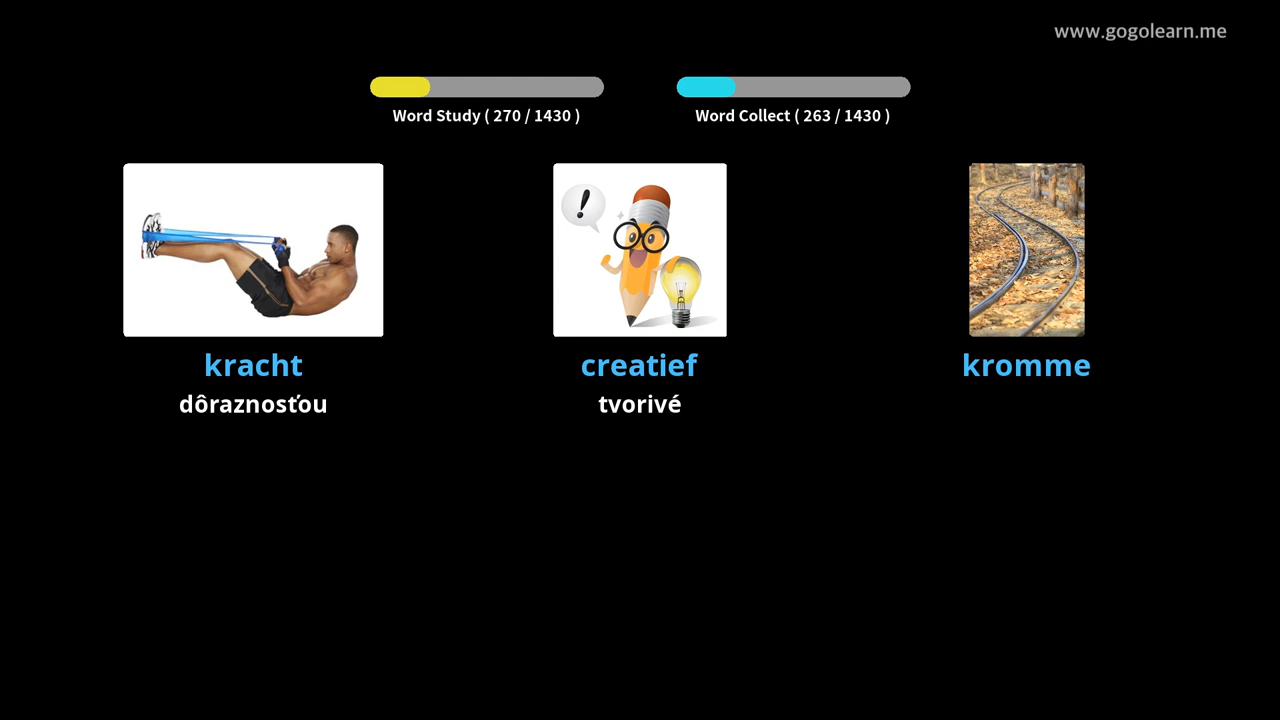 www.gogolearn.me
Word Study ( 270 / 1430 )
Word Collect ( 263 / 1430 )
!
kracht
creatief
kromme
dôraznosťou
tvorivé